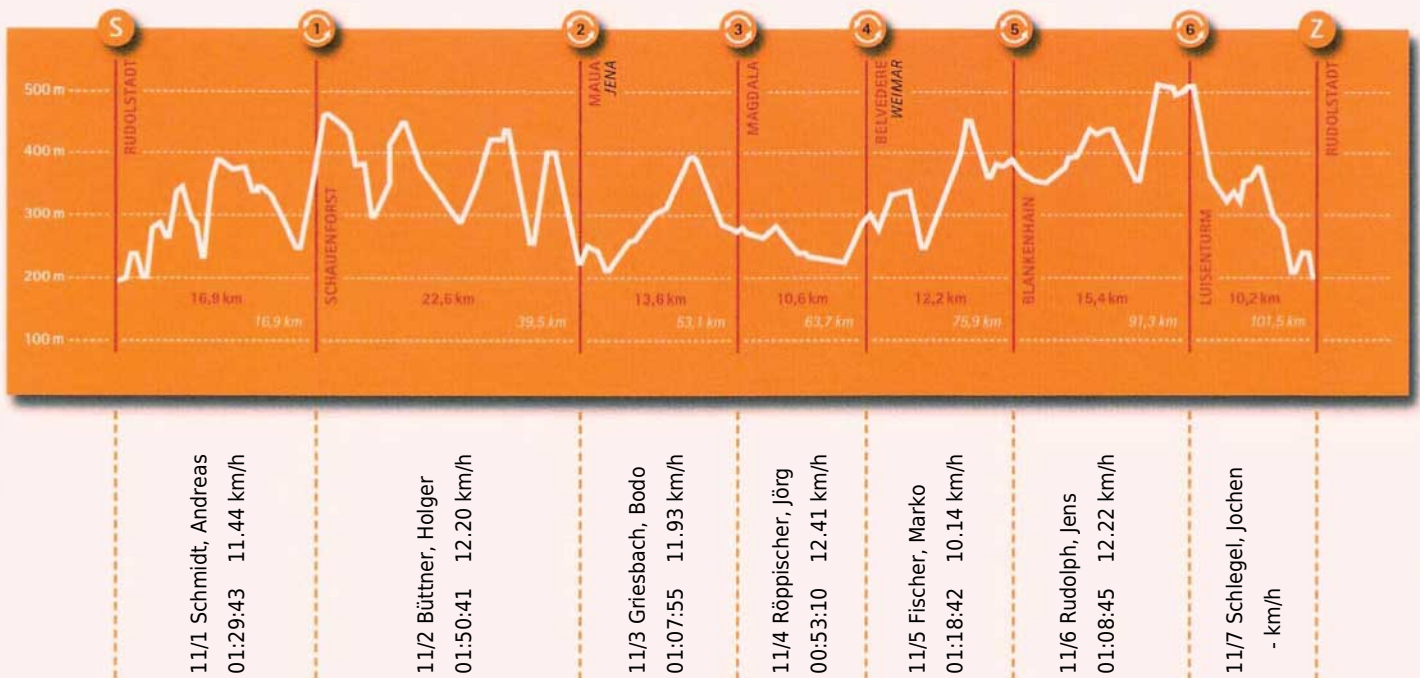 S
1
2
3
4
5
6
Z
500 m
400 m
300 m
200 m
100 m
RUDOLSTADT
SCHAUENFORST
MAUA
JENA
MAGDALA
BELVEDERE
WEIMAR
BLANKENHAIN
LUISENTURM
RUDOLSTADT
16,9 km
22,6 km
13,6 km
10,6 km
12,2 km
15,4 km
10,2 km
16,9 km
39,5 km
53,1 km
63,7 km
75,9 km
91,3 km
101,5 km
11/1 Schmidt, Andreas
01:29:43 11.44 km/h
11/2 Büttner, Holger
01:50:41 12.20 km/h
11/3 Griesbach, Bodo
01:07:55 11.93 km/h
11/4 Röppischer, Jörg
00:53:10 12.41 km/h
11/5 Fischer, Marko
01:18:42 10.14 km/h
11/6 Rudolph, Jens
01:08:45 12.22 km/h
11/7 Schlegel, Jochen
- km/h